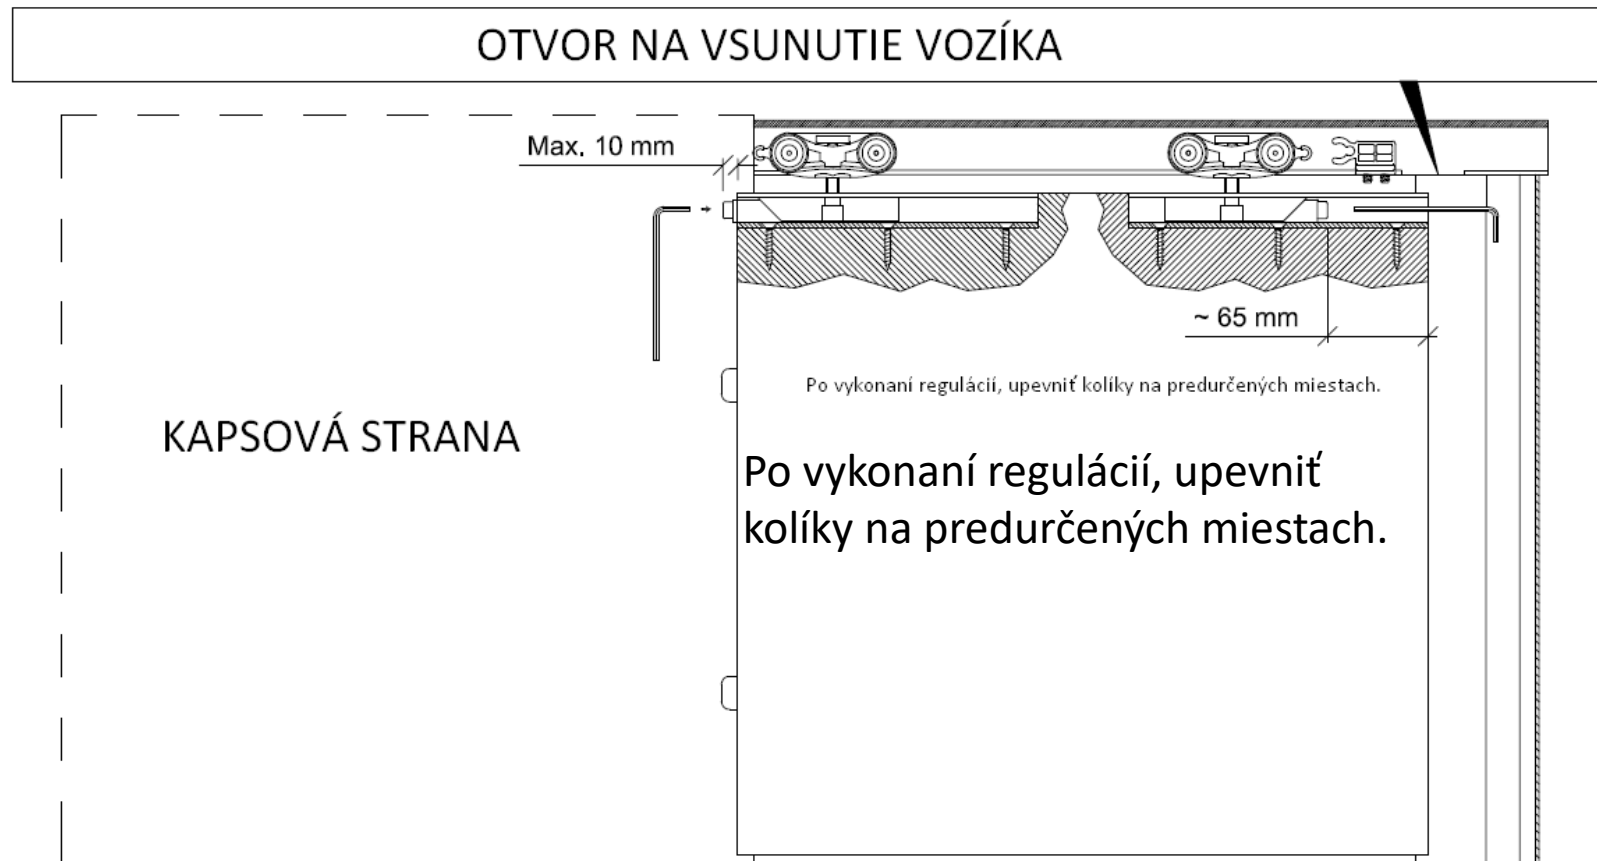 OTVOR NA VSUNUTIE VOZÍKA
Max. 10 mm
~ 65 mm
Po vykonaní regulácií, upevniť kolíky na predurčených miestach.
KAPSOVÁ STRANA
Po vykonaní regulácií, upevniť
kolíky na predurčených miestach.